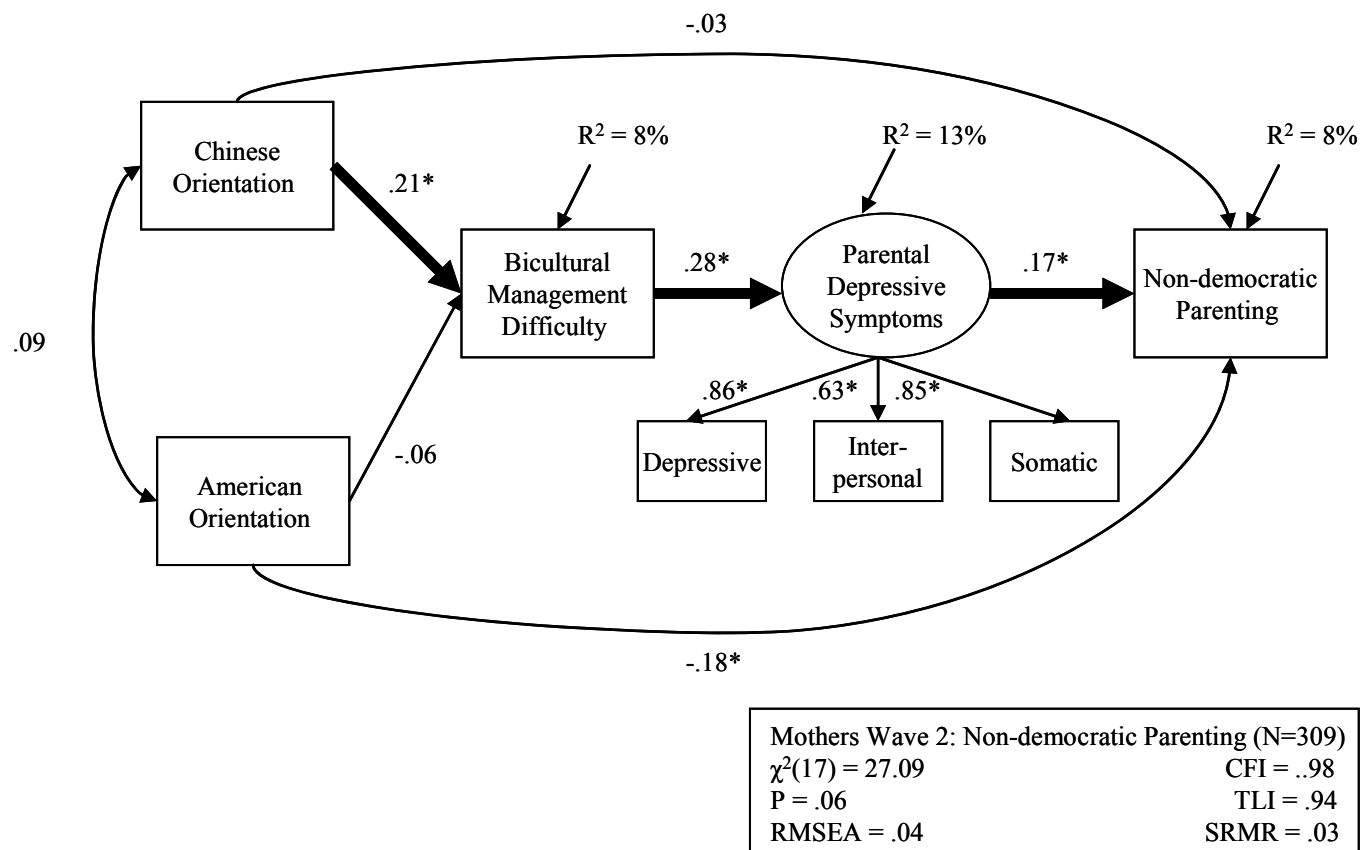 -.03
Chinese
Orientation
R² = 8%
R² = 13%
R² = 8%
.21*
Bicultural
Management
Difficulty
.28*
Parental
Depressive
Symptoms
.17*
Non-democratic
Parenting
.09
-.06
American
Orientation
.86*
.63*
.85*
Depressive
Inter-
personal
Somatic
-.18*
Mothers Wave 2: Non-democratic Parenting (N=309)
χ²(17) = 27.09 CFI = ..98
P = .06 TLI = .94
RMSEA = .04 SRMR = .03